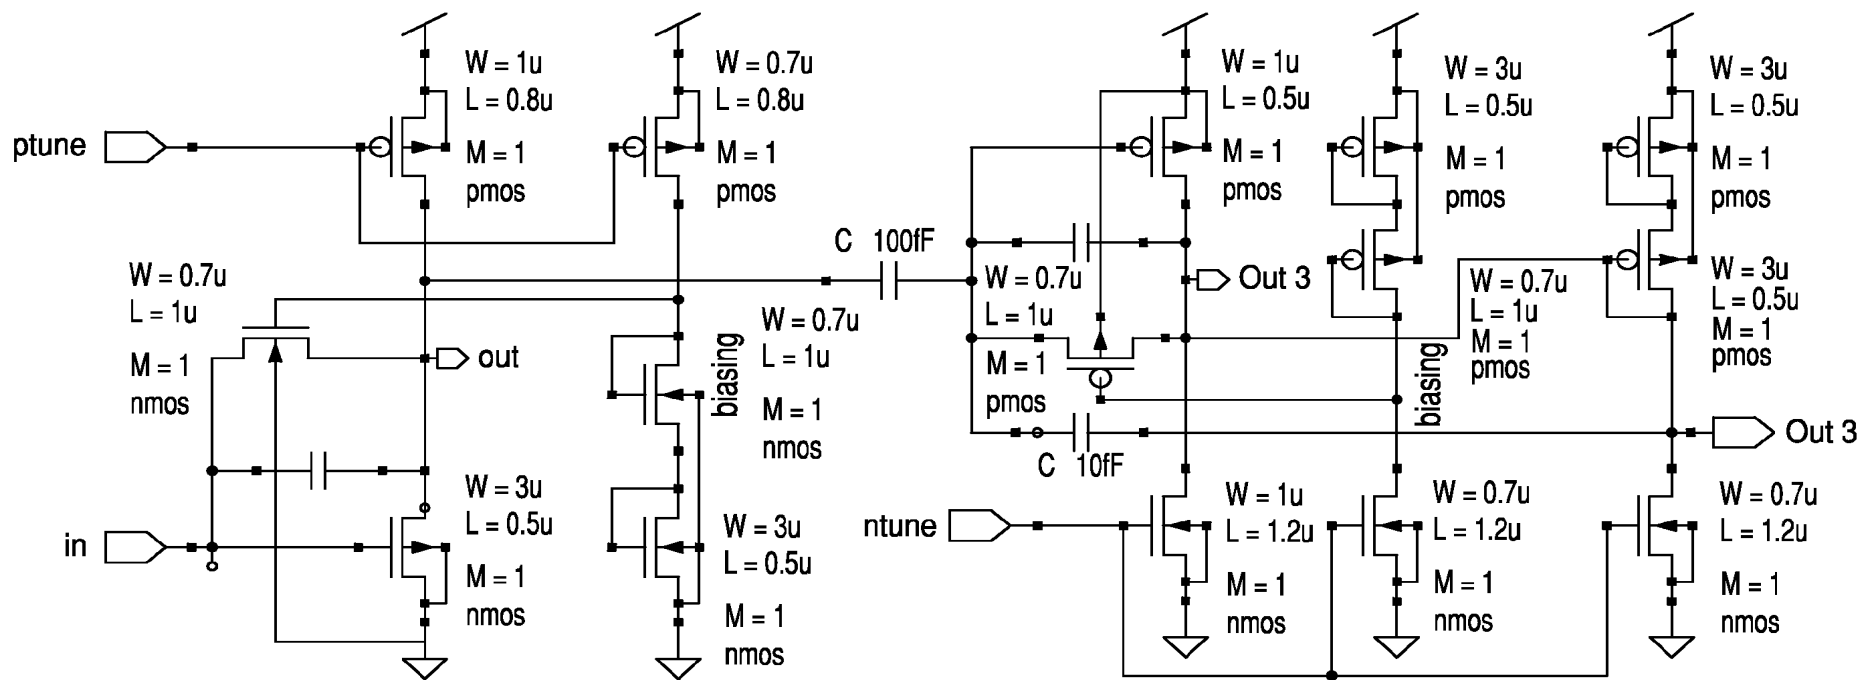 ptune
W = 1u
L = 0.8u
M = 1
pmos
W = 0.7u
L = 0.8u
M = 1
pmos
W = 0.7u
L = 1u
M = 1
nmos
out
in
W = 3u
L = 0.5u
M = 1
nmos
W = 0.7u
L = 1u
M = 1
nmos
biasing
W = 3u
L = 0.5u
M = 1
nmos
C 100fF
W = 1u
L = 0.5u
M = 1
pmos
Out 3
W = 0.7u
L = 1u
M = 1
pmos
C 10fF
W = 3u
L = 0.5u
M = 1
pmos
W = 0.7u
L = 1u
M = 1
pmos
biasing
W = 3u
L = 0.5u
M = 1
pmos
W = 3u
L = 0.5u
M = 1
pmos
Out 3
ntune
W = 1u
L = 1.2u
M = 1
nmos
W = 0.7u
L = 1.2u
M = 1
nmos
W = 0.7u
L = 1.2u
M = 1
nmos